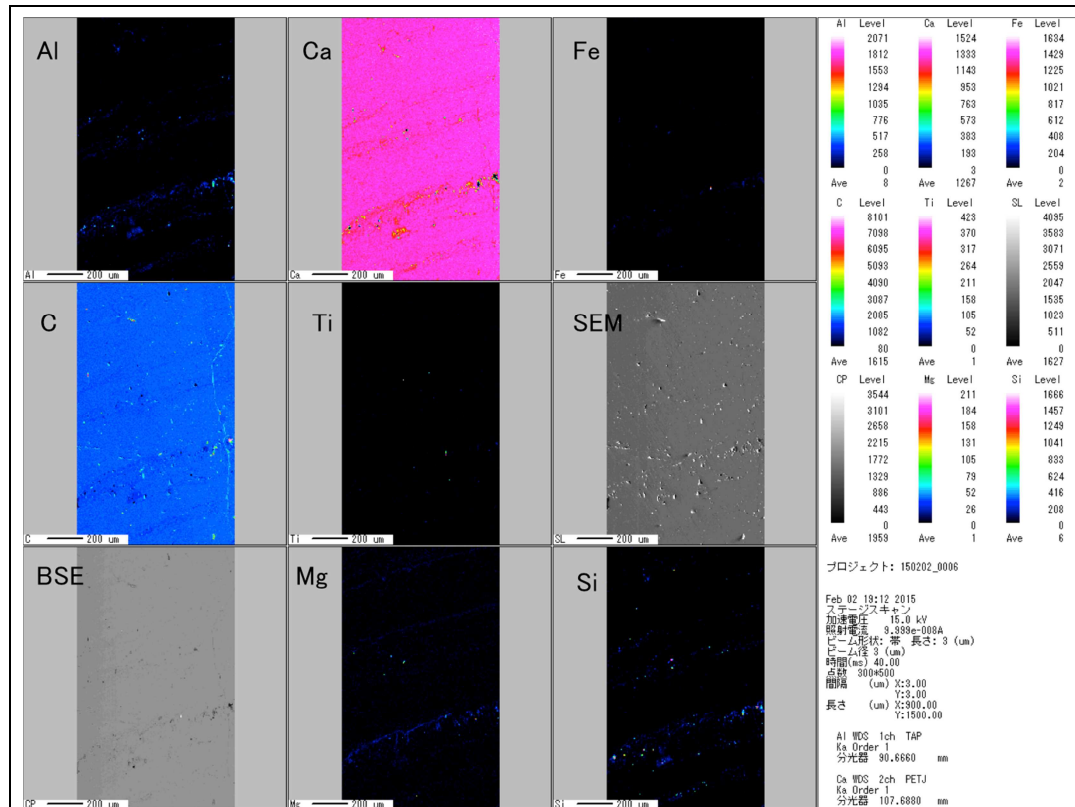 Al
Al 200 um
Ca
Ca 200 um
Fe
Fe 200 um
C
C 200 um
Ti
Ti 200 um
SEM
SL 200 um
BSE
CP 200 um
Mg
Mg 200 um
Si
Si 200 um
Al Level Ca Level Fe Level
2071 1524 1634
1812 1333 1429
1553 1143 1225
1294 953 1021
1035 763 817
776 573 612
517 383 408
258 193 204
0 3 0
Ave 8 Ave 1267 Ave 2
C Level Ti Level SL Level
8101 423 4095
7098 370 3583
6095 317 3071
5093 264 2559
4090 211 2047
3087 158 1535
2085 105 1023
1082 52 511
80 0 0
Ave 1615 Ave 1 Ave 1627
CP Level Mg Level Si Level
3544 211 1666
3101 184 1457
2658 158 1249
2215 131 1041
1772 105 833
1329 79 624
886 52 416
443 26 208
0 0 0
Ave 1959 Ave 1 Ave 6
プロジェクト: 150202_0006
Feb 02 19:12 2015
ステージスキャン
加速電圧 15.0 kV
照射電流 9.999e-008A
ビーム形状: 帯 長さ: 3 (um)
ビーム径 3 (um)
時間(ms) 40.00
点数 300*500
間隔 (um) X:3.00
Y:3.00
長さ (um) X:900.00
Y:1500.00
Al WDS 1ch TAP
Ka Order 1
分光器 90.6660 mm
Ca WDS 2ch PETJ
Ka Order 1
分光器 107.6880 mm